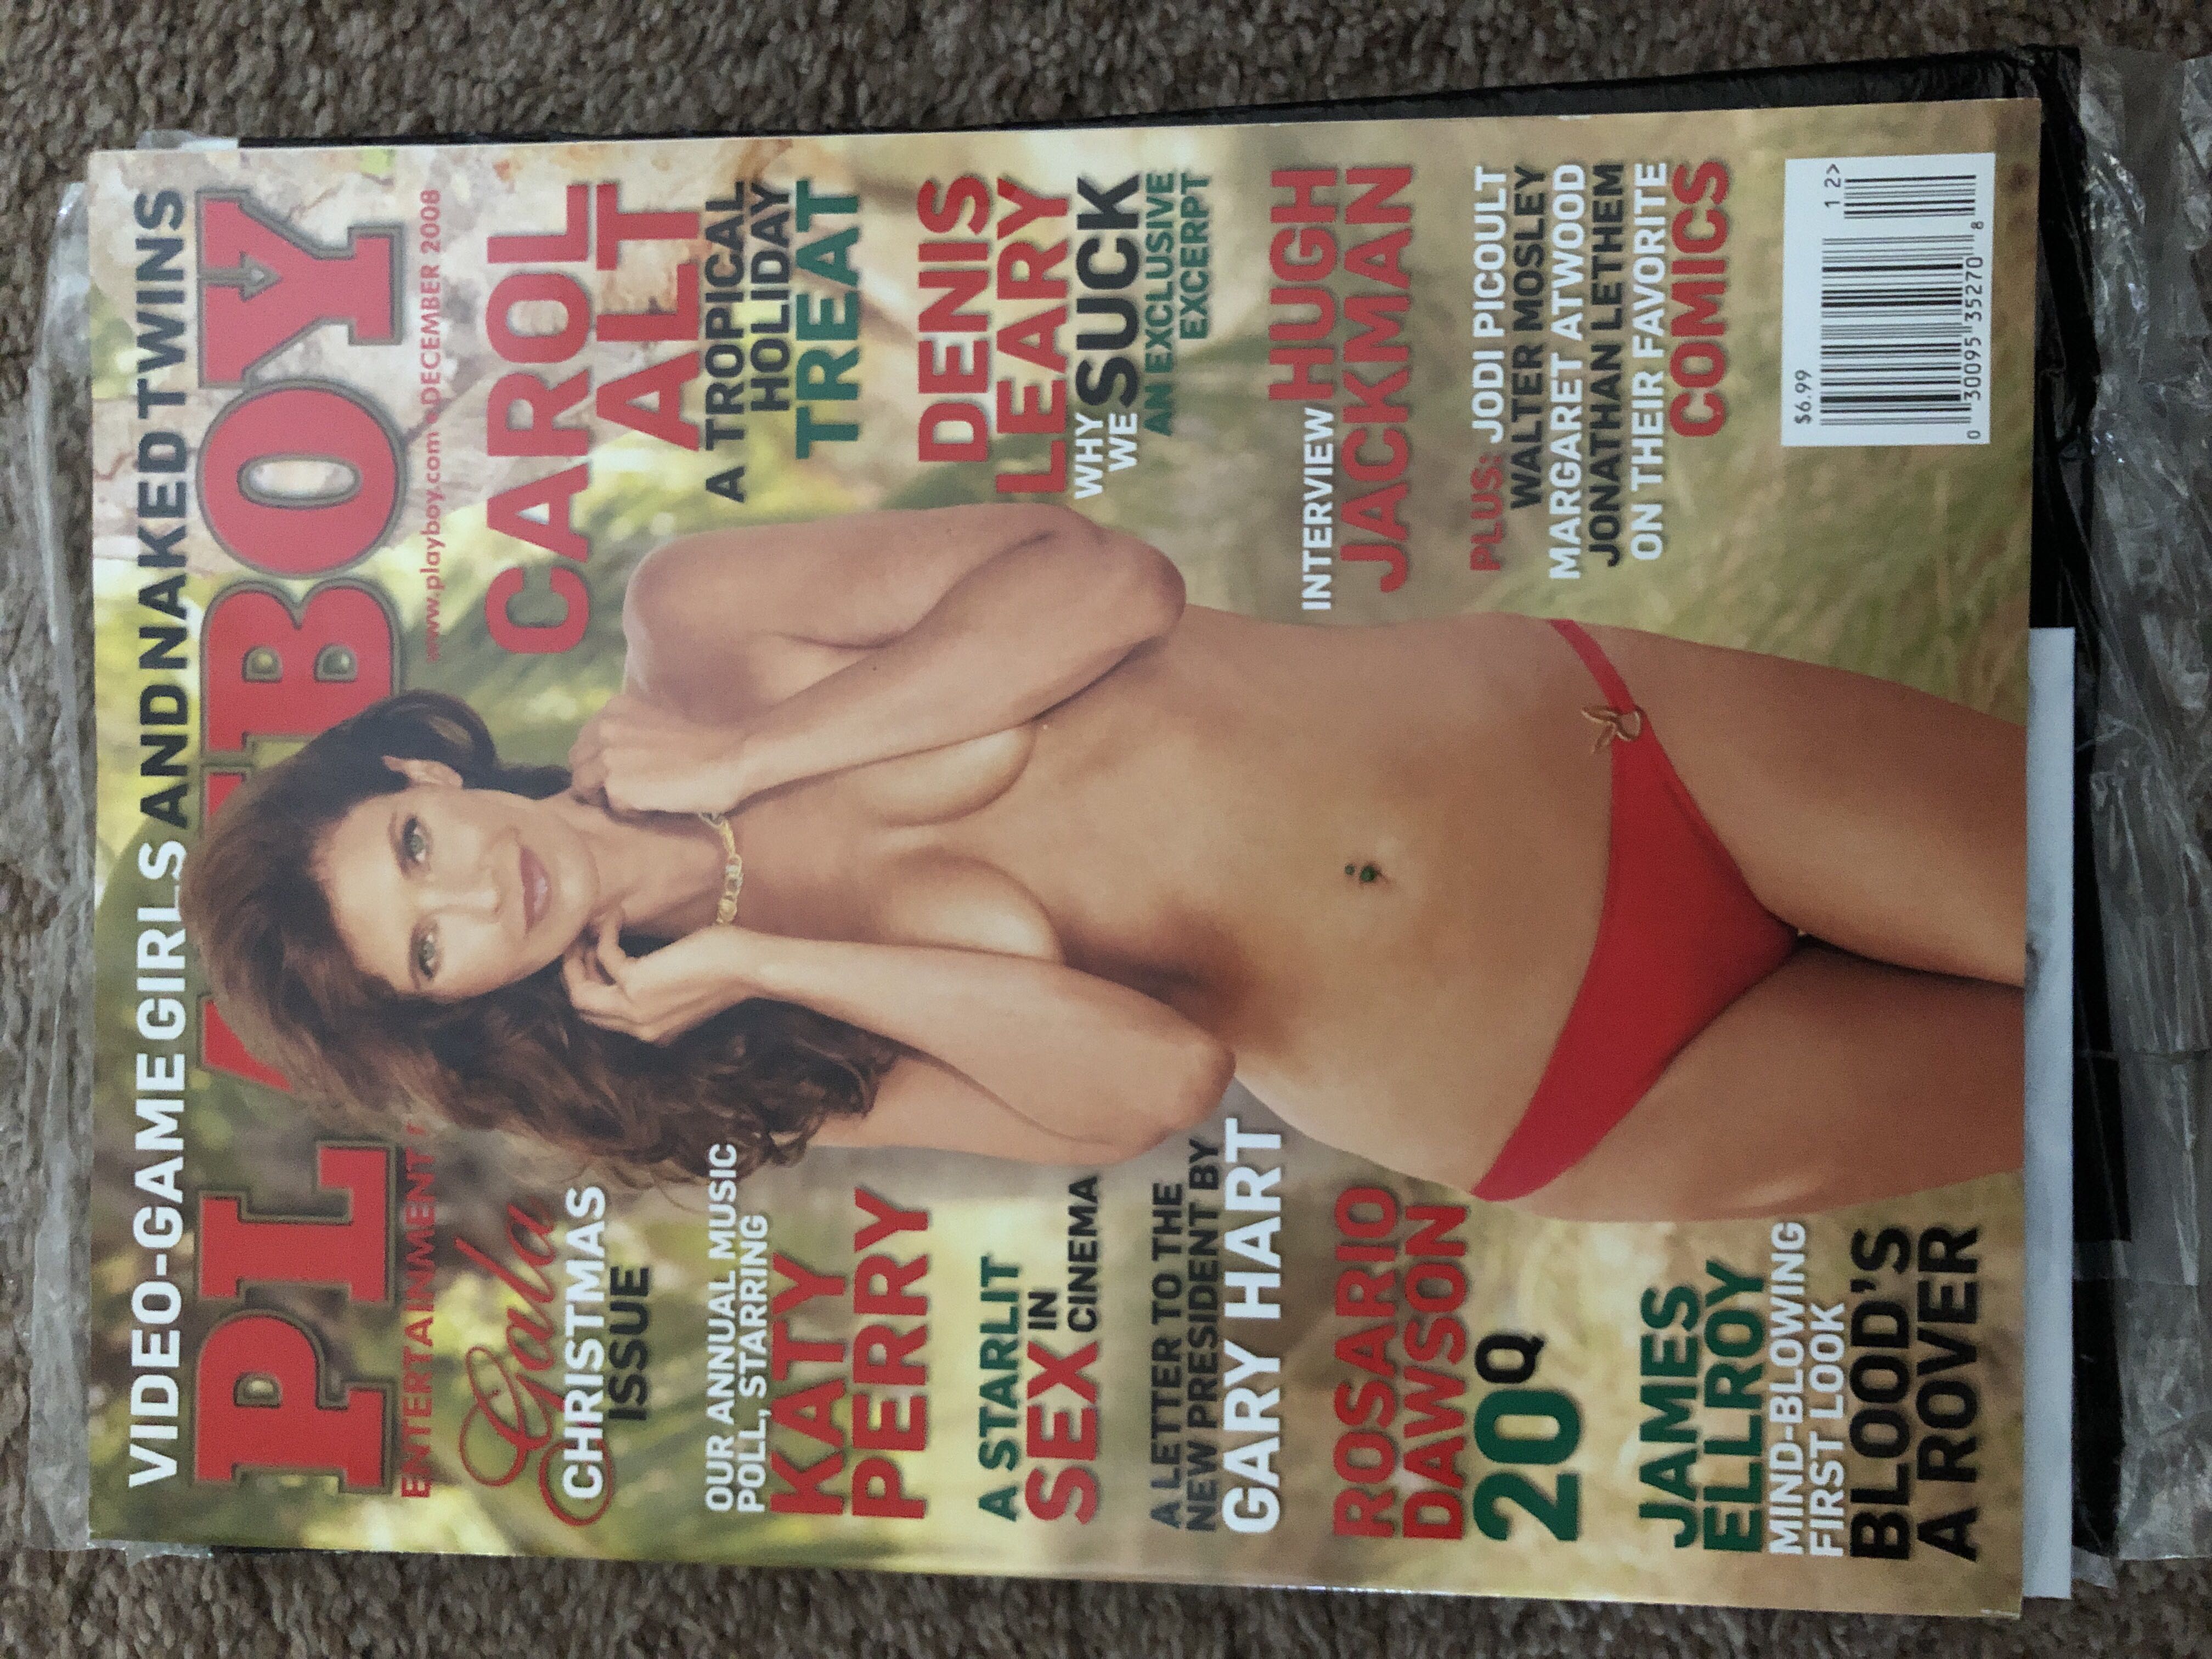 VIDEO-GAME GIRLS AND NAKED TWINS
PL BOY
ENTERTAINMENT
www.playboy.com • DECEMBER 2008
Gala
CHRISTMAS
ISSUE
OUR ANNUAL MUSIC
POLL, STARRING
KATY
PERRY
A STARLIT
SEX IN
CINEMA
A LETTER TO THE
NEW PRESIDENT BY
GARY HART
ROSARIO
DAWSON
20Q
JAMES
ELLROY
MIND-BLOWING
FIRST LOOK
BLOOD'S
A ROVER
CAROL
ALT
A TROPICAL
HOLIDAY
TREAT
DENIS
LEARY
WHY
WE SUCK
AN EXCLUSIVE
EXCERPT
INTERVIEW HUGH
JACKMAN
PLUS: JODI PICOULT
WALTER MOSLEY
MARGARET ATWOOD
JONATHAN LETHEM
ON THEIR FAVORITE
COMICS
$6.99
12>
0 30095 35270 8